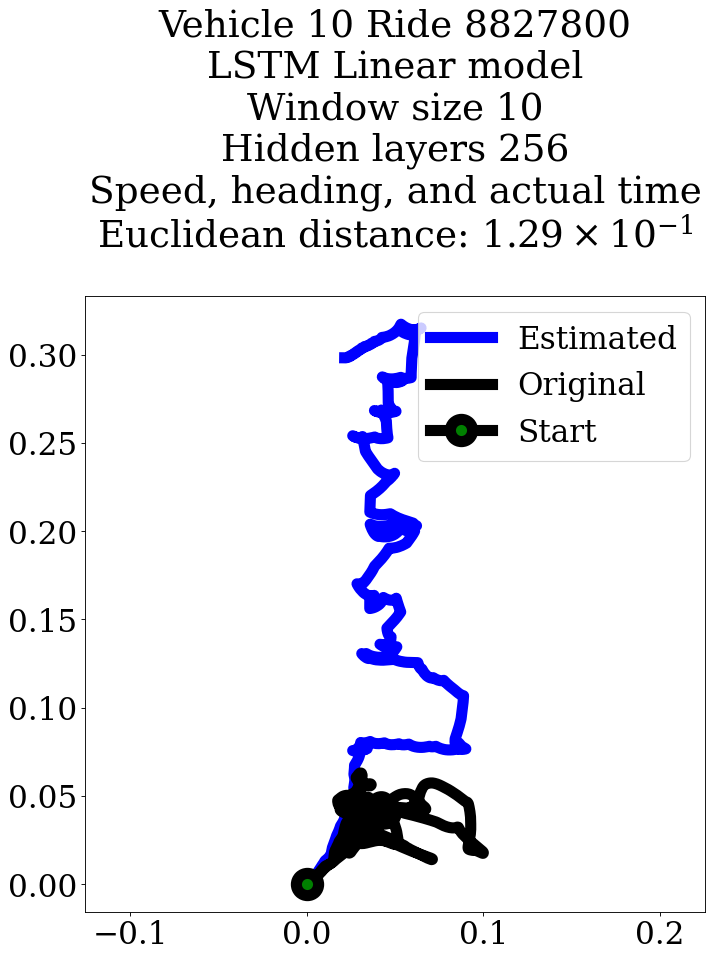 Vehicle 10 Ride 8827800
LSTM Linear model
Window size 10
Hidden layers 256
Speed, heading, and actual time
Euclidean distance: 1.29 × 10⁻¹
Estimated
Original
Start
0.30
0.25
0.20
0.15
0.10
0.05
0.00
−0.1 0.0 0.1 0.2